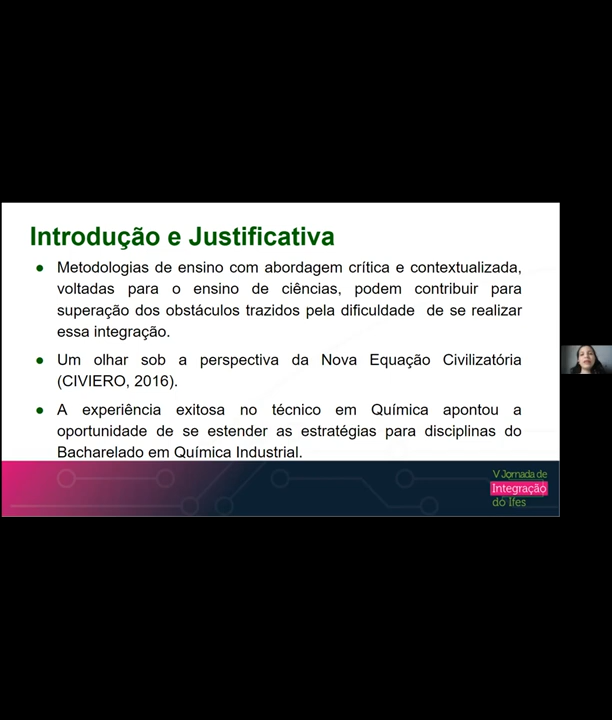 Introdução e Justificativa
● Metodologias de ensino com abordagem crítica e contextualizada,
voltadas para o ensino de ciências, podem contribuir para
superação dos obstáculos trazidos pela dificuldade de se realizar
essa integração.
● Um olhar sob a perspectiva da Nova Equação Civilizatória
(CIVIERO, 2016).
● A experiência exitosa no técnico em Química apontou a
oportunidade de se estender as estratégias para disciplinas do
Bacharelado em Química Industrial.
V Jornada de
Integração
do Ifes